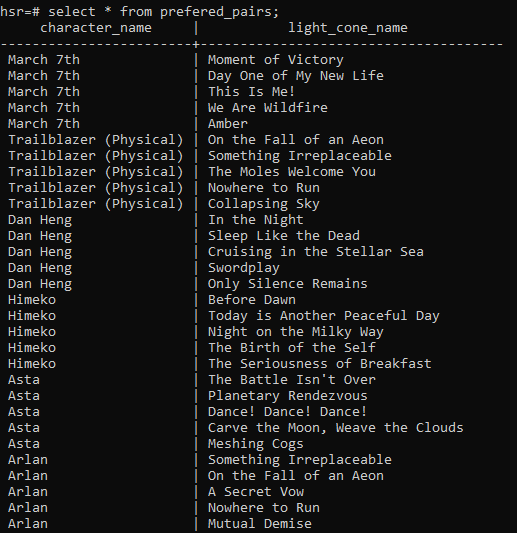 hsr=# select * from prefered_pairs;
character_name | light_cone_name
------------------------+--------------------------------------
March 7th | Moment of Victory
March 7th | Day One of My New Life
March 7th | This Is Me!
March 7th | We Are Wildfire
March 7th | Amber
Trailblazer (Physical) | On the Fall of an Aeon
Trailblazer (Physical) | Something Irreplaceable
Trailblazer (Physical) | The Moles Welcome You
Trailblazer (Physical) | Nowhere to Run
Trailblazer (Physical) | Collapsing Sky
Dan Heng | In the Night
Dan Heng | Sleep Like the Dead
Dan Heng | Cruising in the Stellar Sea
Dan Heng | Swordplay
Dan Heng | Only Silence Remains
Himeko | Before Dawn
Himeko | Today is Another Peaceful Day
Himeko | Night on the Milky Way
Himeko | The Birth of the Self
Himeko | The Seriousness of Breakfast
Asta | The Battle Isn't Over
Asta | Planetary Rendezvous
Asta | Dance! Dance! Dance!
Asta | Carve the Moon, Weave the Clouds
Asta | Meshing Cogs
Arlan | Something Irreplaceable
Arlan | On the Fall of an Aeon
Arlan | A Secret Vow
Arlan | Nowhere to Run
Arlan | Mutual Demise